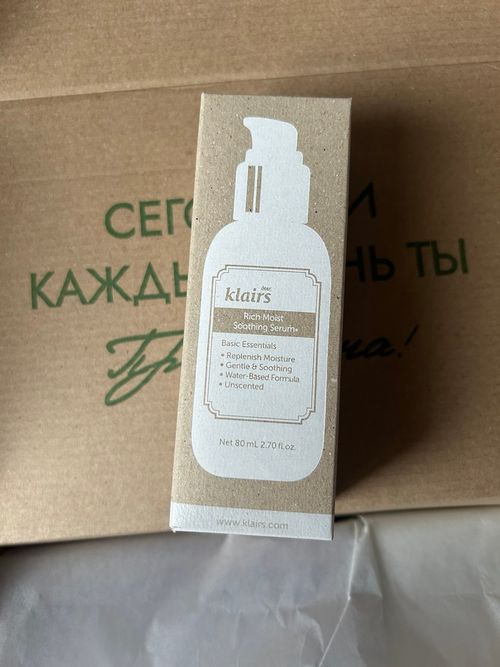 СЕГО И
КАЖДЫ НЬ ТЫ
dear,
klairs
Rich Moist
Soothing Serum
Basic Essentials
• Replenish Moisture
• Gentle & Soothing
• Water-Based Formula
• Unscented
Net 80 mL 2.70 fl.oz.
www.klairs.com